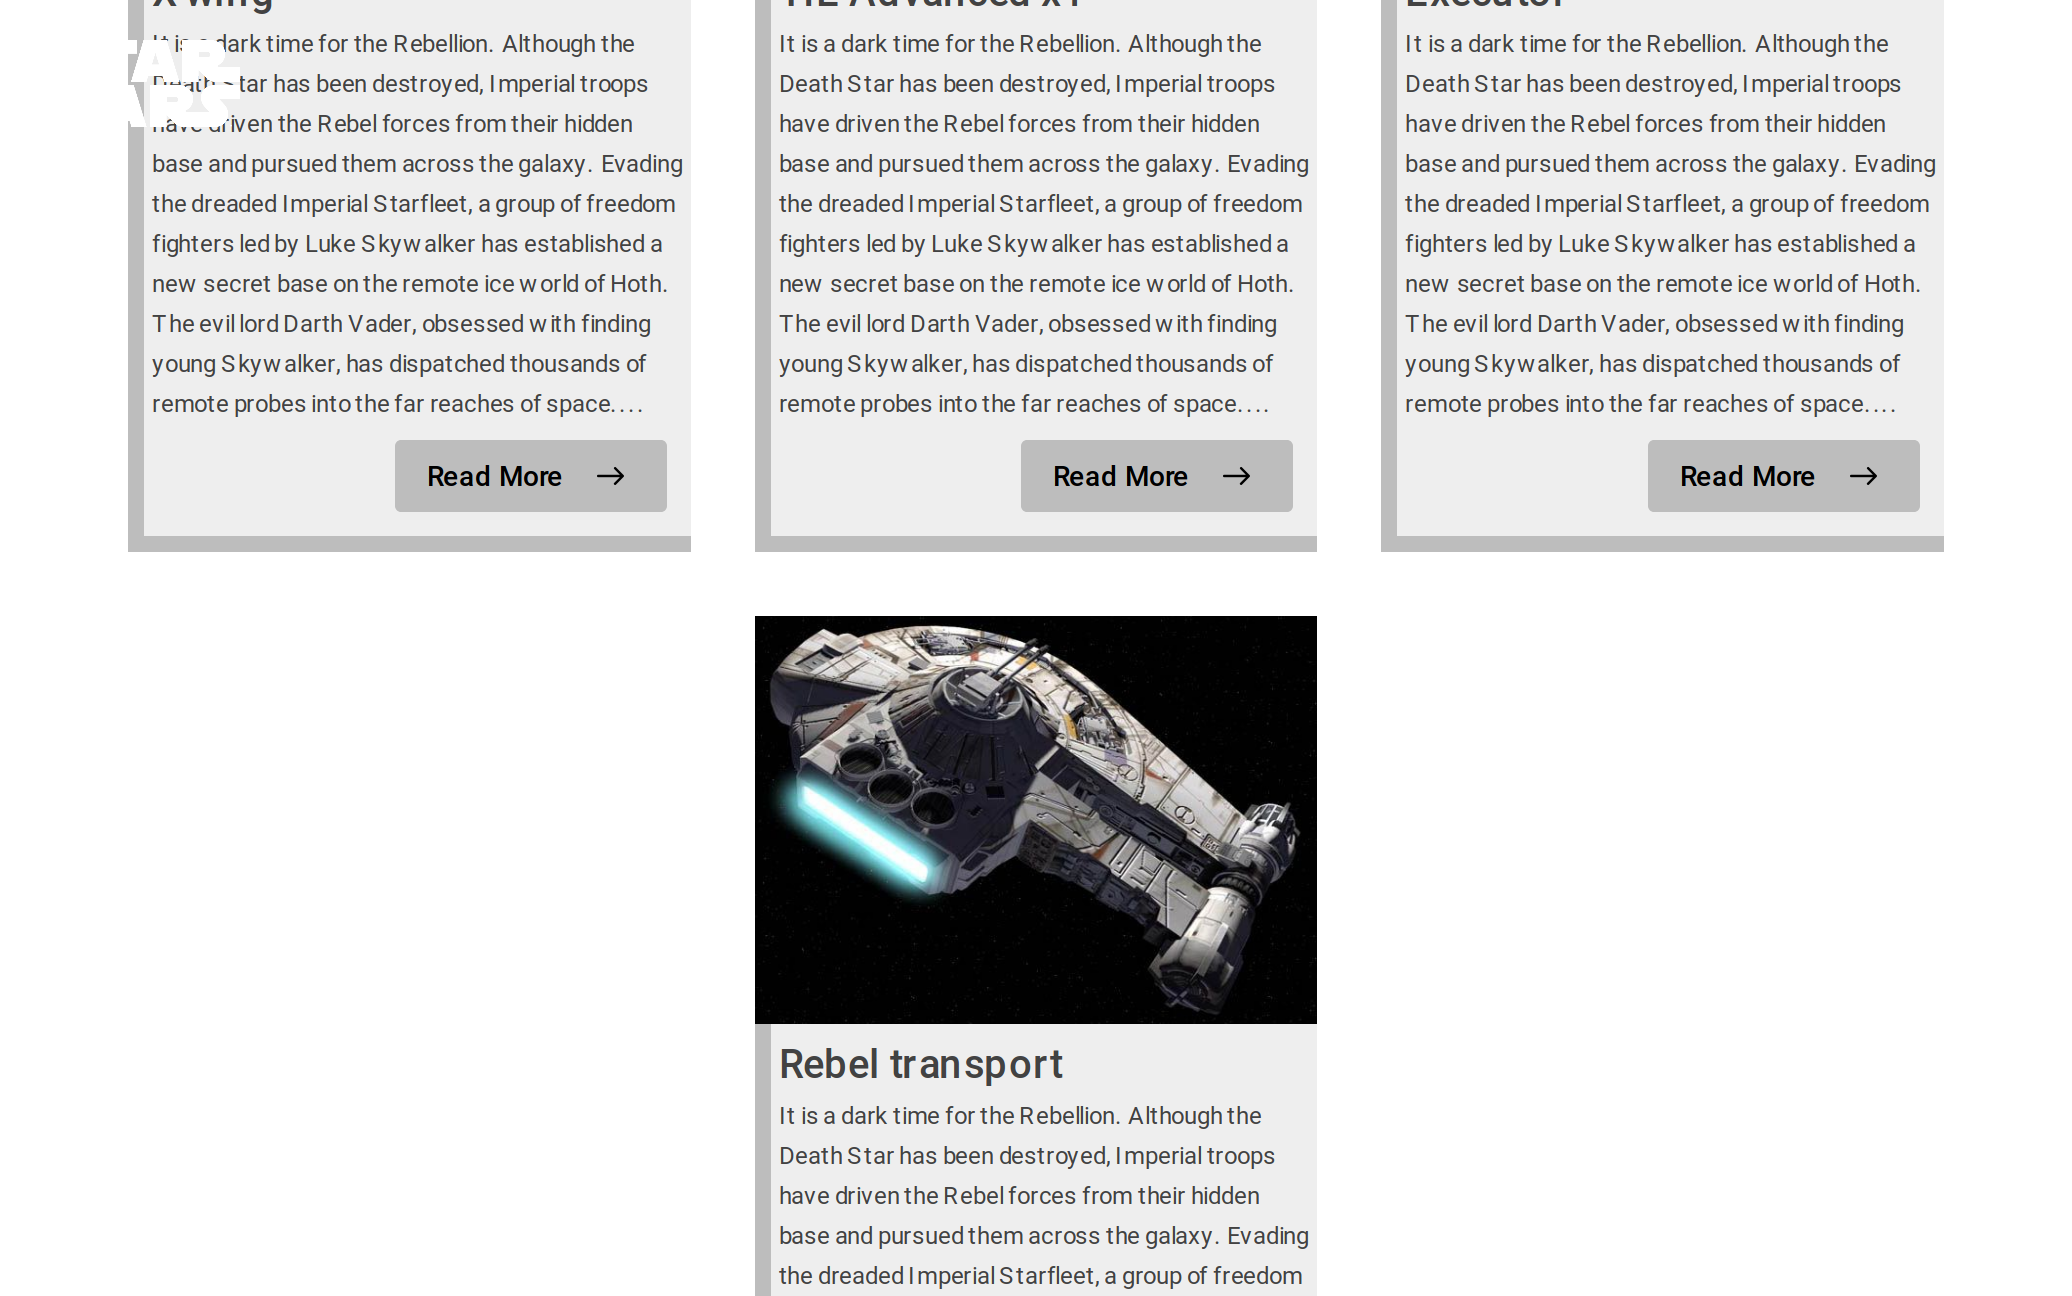 X-wing
It is a dark time for the Rebellion. Although the
Death Star has been destroyed, Imperial troops
have driven the Rebel forces from their hidden
base and pursued them across the galaxy. Evading
the dreaded Imperial Starfleet, a group of freedom
fighters led by Luke Skywalker has established a
new secret base on the remote ice world of Hoth.
The evil lord Darth Vader, obsessed with finding
young Skywalker, has dispatched thousands of
remote probes into the far reaches of space....
Read More
TIE Advanced x1
It is a dark time for the Rebellion. Although the
Death Star has been destroyed, Imperial troops
have driven the Rebel forces from their hidden
base and pursued them across the galaxy. Evading
the dreaded Imperial Starfleet, a group of freedom
fighters led by Luke Skywalker has established a
new secret base on the remote ice world of Hoth.
The evil lord Darth Vader, obsessed with finding
young Skywalker, has dispatched thousands of
remote probes into the far reaches of space....
Read More
Executor
It is a dark time for the Rebellion. Although the
Death Star has been destroyed, Imperial troops
have driven the Rebel forces from their hidden
base and pursued them across the galaxy. Evading
the dreaded Imperial Starfleet, a group of freedom
fighters led by Luke Skywalker has established a
new secret base on the remote ice world of Hoth.
The evil lord Darth Vader, obsessed with finding
young Skywalker, has dispatched thousands of
remote probes into the far reaches of space....
Read More
Rebel transport
It is a dark time for the Rebellion. Although the
Death Star has been destroyed, Imperial troops
have driven the Rebel forces from their hidden
base and pursued them across the galaxy. Evading
the dreaded Imperial Starfleet, a group of freedom